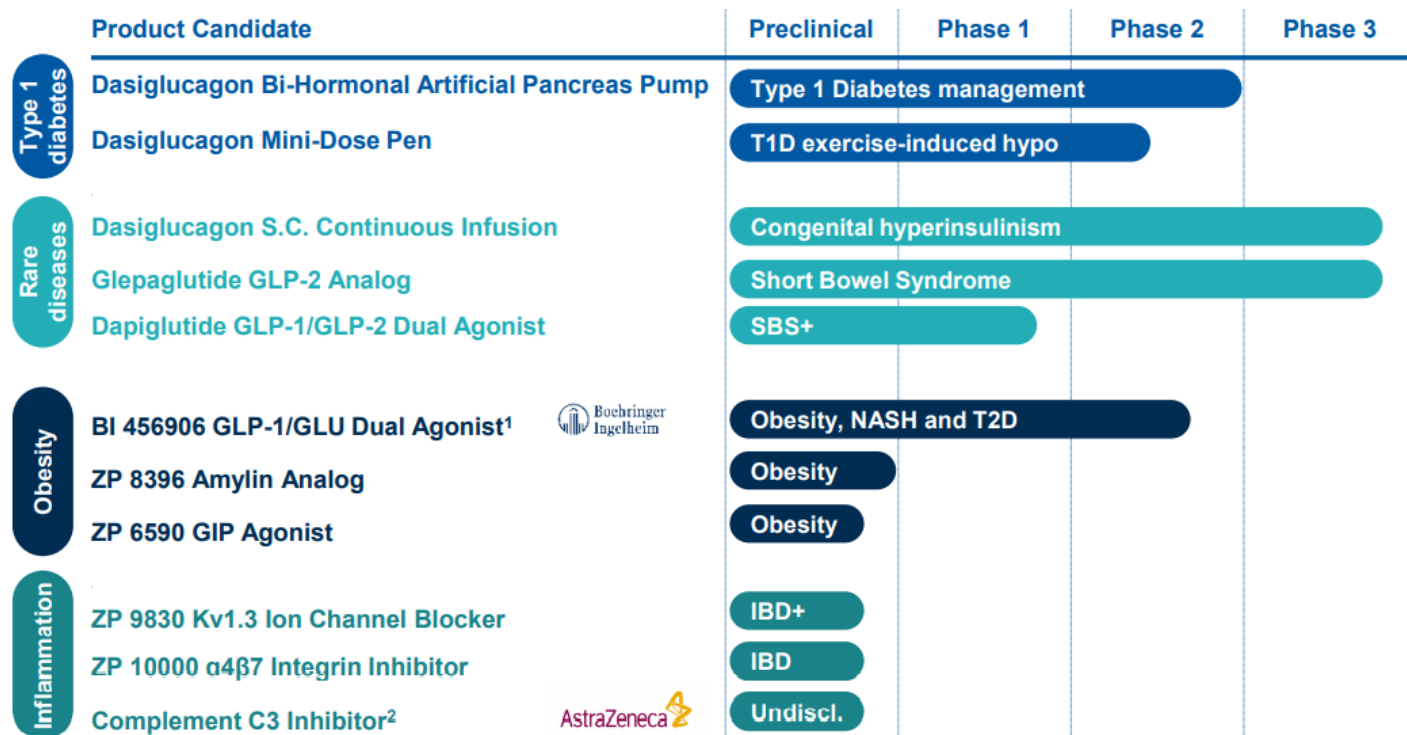 Product Candidate Preclinical Phase 1 Phase 2 Phase 3
Type 1
diabetes
Dasiglucagon Bi-Hormonal Artificial Pancreas Pump Type 1 Diabetes management
Dasiglucagon Mini-Dose Pen T1D exercise-induced hypo
Rare
diseases
Dasiglucagon S.C. Continuous Infusion Congenital hyperinsulinism
Glepaglutide GLP-2 Analog Short Bowel Syndrome
Dapiglutide GLP-1/GLP-2 Dual Agonist SBS+
Obesity
BI 456906 GLP-1/GLU Dual Agonist¹ Boehringer Ingelheim Obesity, NASH and T2D
ZP 8396 Amylin Analog Obesity
ZP 6590 GIP Agonist Obesity
Inflammation
ZP 9830 Kv1.3 Ion Channel Blocker IBD+
ZP 10000 α4β7 Integrin Inhibitor IBD
Complement C3 Inhibitor² AstraZeneca Undiscl.